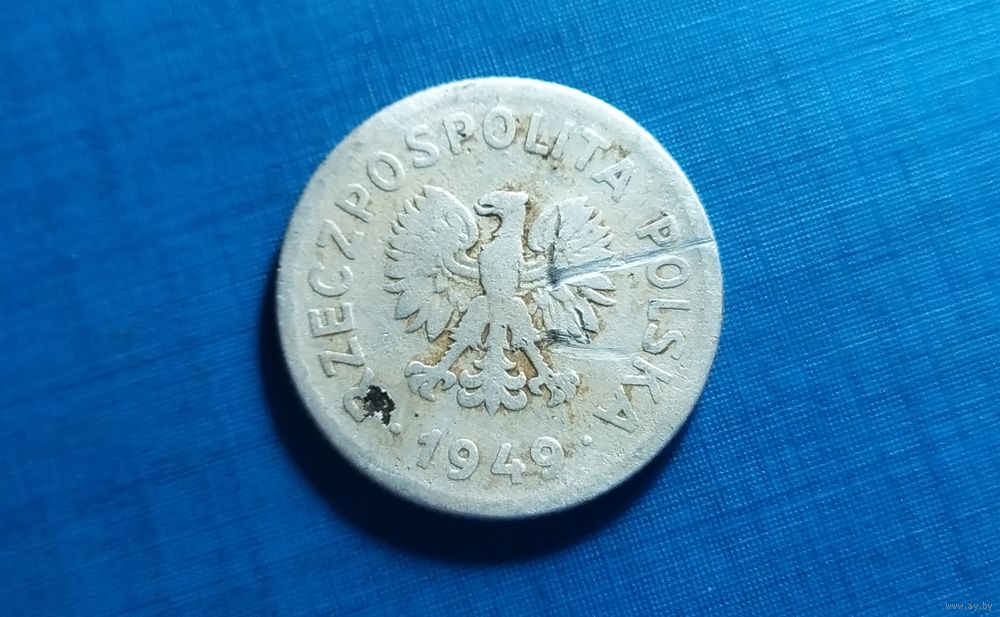 RZECZPOSPOLITA POLSKA
· 1949 ·
www.ay.by